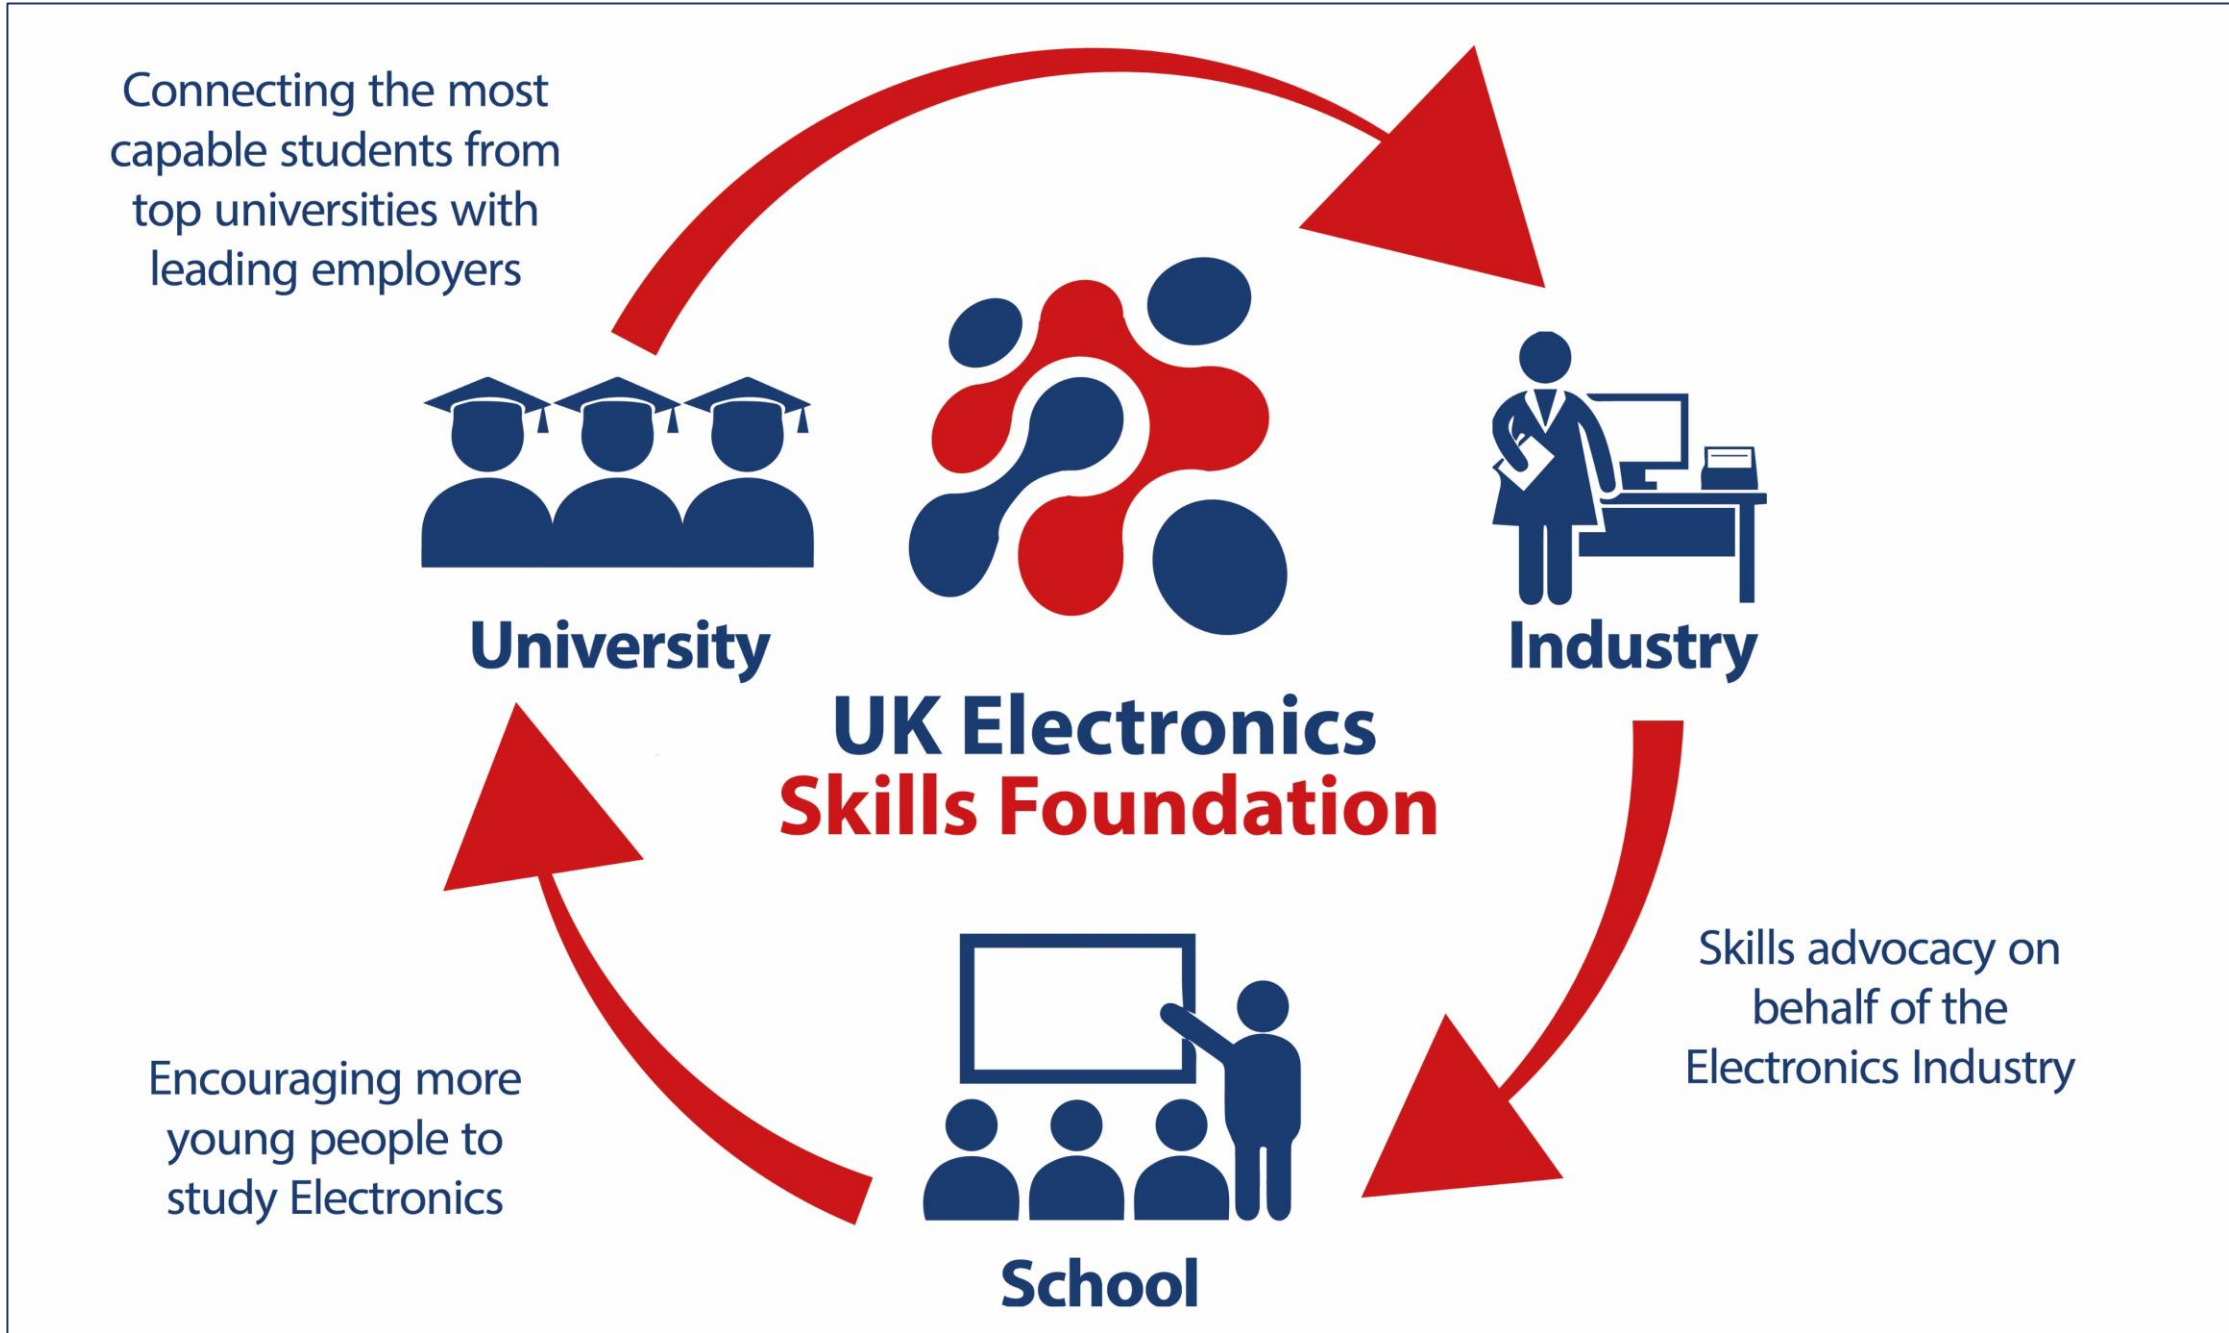 Connecting the most
capable students from
top universities with
leading employers
University
Industry
UK Electronics
Skills Foundation
Skills advocacy on
behalf of the
Electronics Industry
Encouraging more
young people to
study Electronics
School